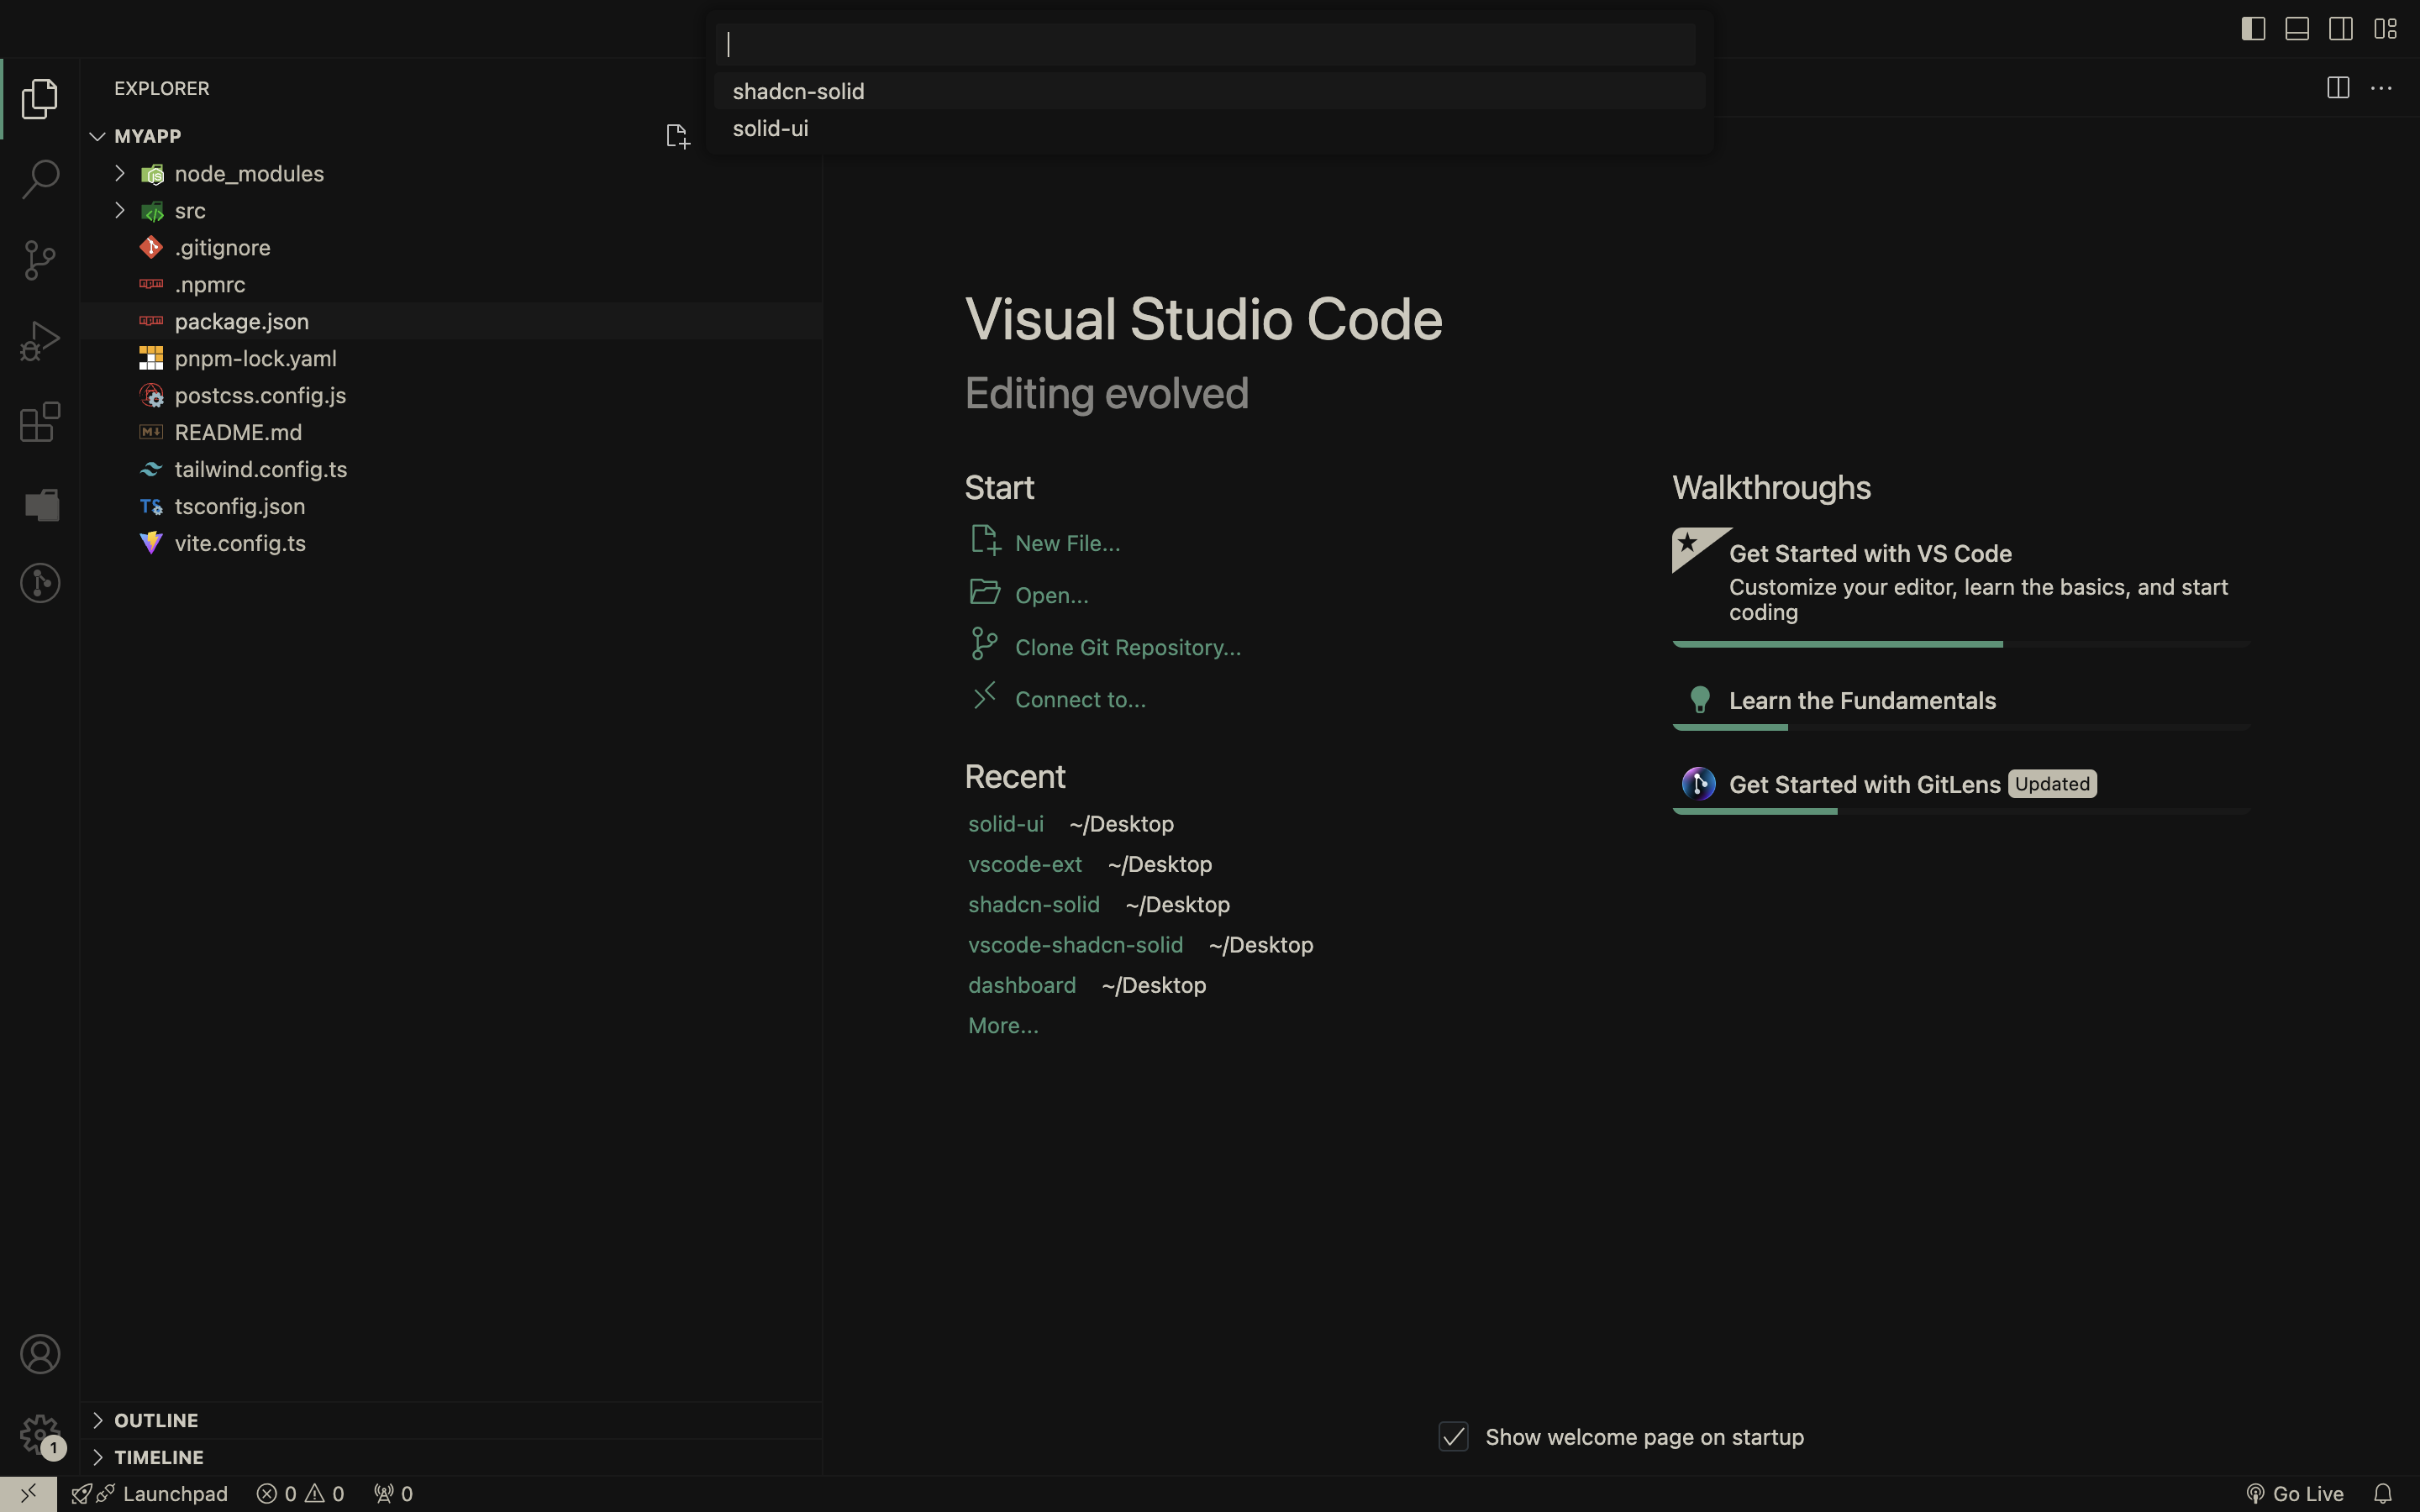 shadcn-solid
solid-ui
EXPLORER
MYAPP
node_modules
src
.gitignore
.npmrc
package.json
pnpm-lock.yaml
postcss.config.js
README.md
tailwind.config.ts
TS tsconfig.json
vite.config.ts
OUTLINE
TIMELINE
Visual Studio Code
Editing evolved
Start
New File...
Open...
Clone Git Repository...
Connect to...
Recent
solid-ui ~/Desktop
vscode-ext ~/Desktop
shadcn-solid ~/Desktop
vscode-shadcn-solid ~/Desktop
dashboard ~/Desktop
More...
Walkthroughs
Get Started with VS Code
Customize your editor, learn the basics, and start
coding
Learn the Fundamentals
Get Started with GitLens Updated
Show welcome page on startup
1
Launchpad 0 0 0
Go Live